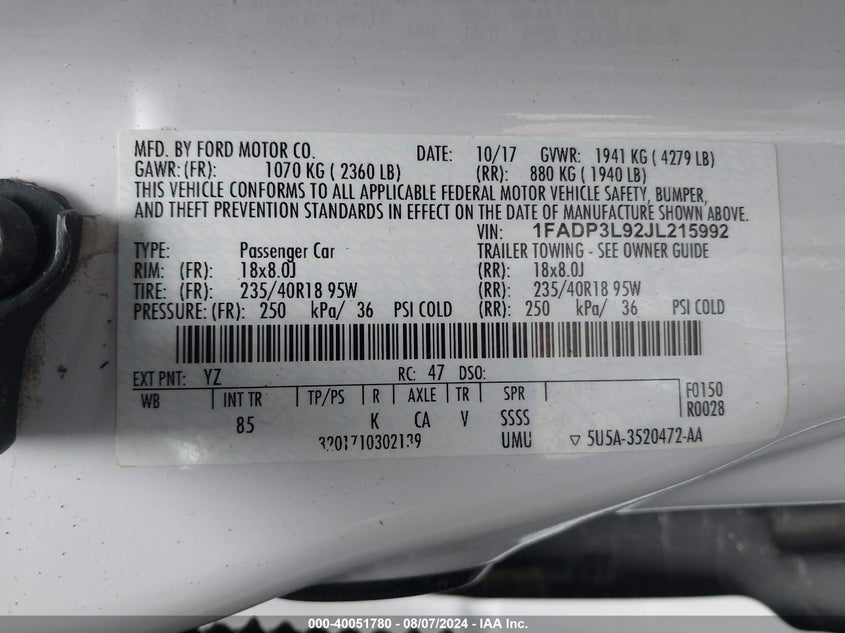 MFD. BY FORD MOTOR CO. DATE: 10/17 GVWR: 1941 KG ( 4279 LB)
GAWR: (FR): 1070 KG ( 2360 LB) (RR): 880 KG ( 1940 LB)
THIS VEHICLE CONFORMS TO ALL APPLICABLE FEDERAL MOTOR VEHICLE SAFETY, BUMPER,
AND THEFT PREVENTION STANDARDS IN EFFECT ON THE DATE OF MANUFACTURE SHOWN ABOVE.
VIN: 1FADP3L92JL215992
TYPE: Passenger Car TRAILER TOWING - SEE OWNER GUIDE
RIM: (FR): 18x8.0J (RR): 18x8.0J
TIRE: (FR): 235/40R18 95W (RR): 235/40R18 95W
PRESSURE: (FR): 250 kPa/ 36 PSI COLD (RR): 250 kPa/ 36 PSI COLD
EXT PNT: YZ RC: 47 DSO:
WB INT TR TP/PS R AXLE TR SPR F0150
85 K CA V SSSS R0028
3201710302139 UMU ▽ 5U5A-3520472-AA
000-40051780 - 08/07/2024 - IAA Inc.